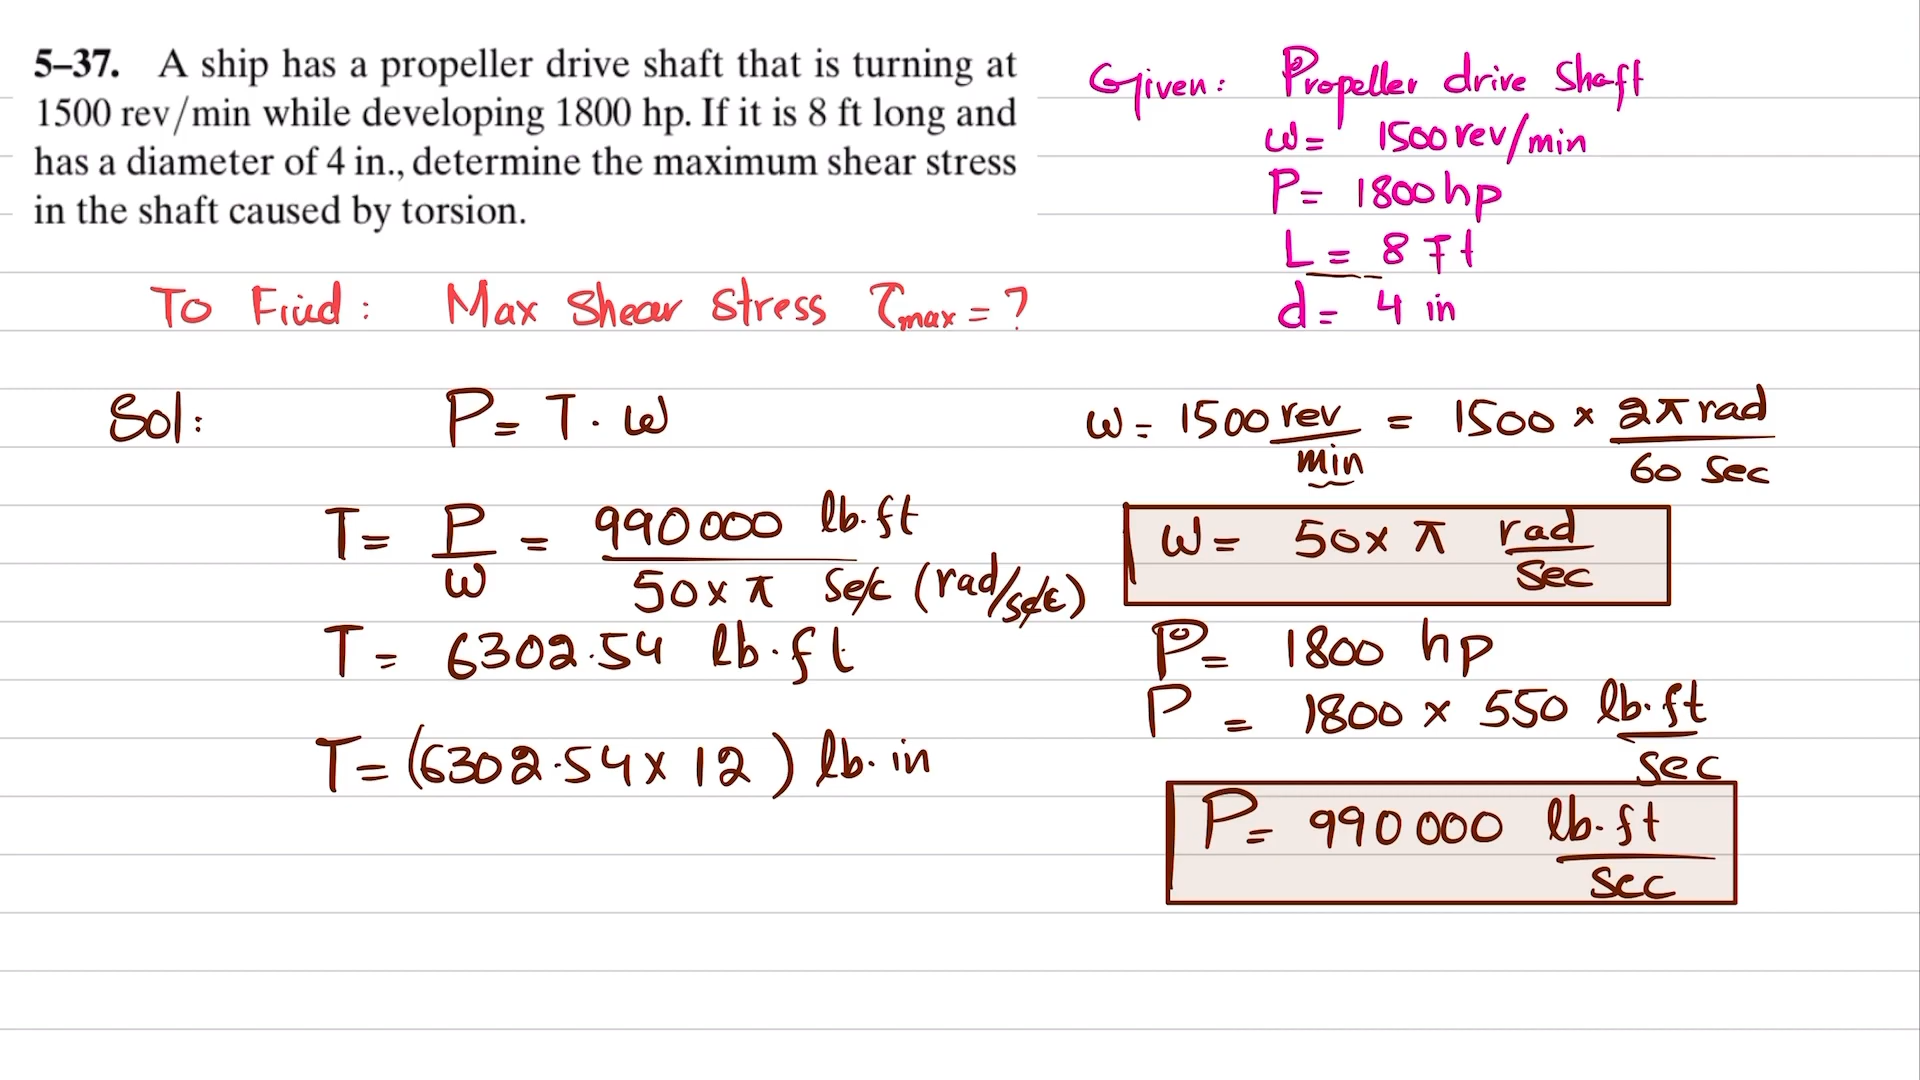 5–37. A ship has a propeller drive shaft that is turning at
1500 rev/min while developing 1800 hp. If it is 8 ft long and
has a diameter of 4 in., determine the maximum shear stress
in the shaft caused by torsion.
Given: Propeller drive Shaft
ω= 1500rev/min
P= 1800hp
L= 8 Ft
d= 4 in
To Find: Max Shear Stress τmax = ?
Sol: P= T. ω
T= P/ω = 990000 lb.ft / 50×π sec (rad/sec)
T= 6302.54 lb.ft
T= (6302.54×12) lb.in
ω= 1500 rev/min = 1500 × 2π rad / 60 Sec
ω= 50×π rad/Sec
P= 1800 hp
P = 1800 × 550 lb.ft/sec
P= 990000 lb.ft/sec